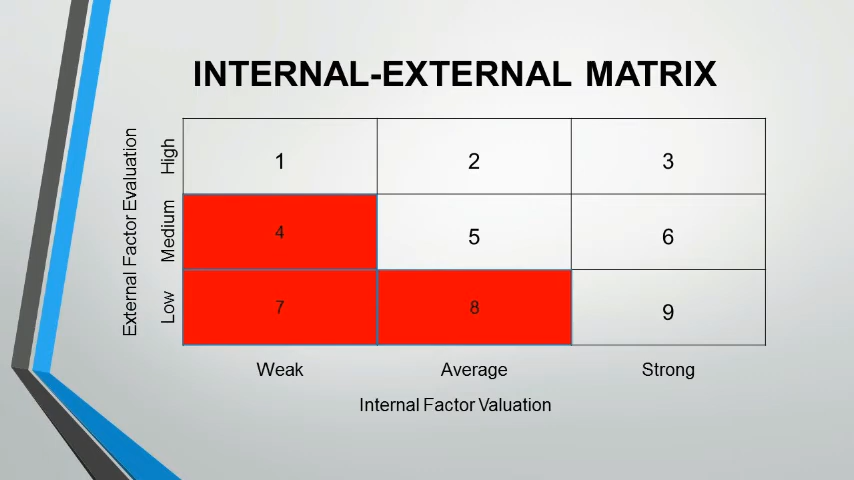 INTERNAL-EXTERNAL MATRIX
External Factor Evaluation
High
1 2 3
Medium
4 5 6
Low
7 8 9
Weak Average Strong
Internal Factor Valuation